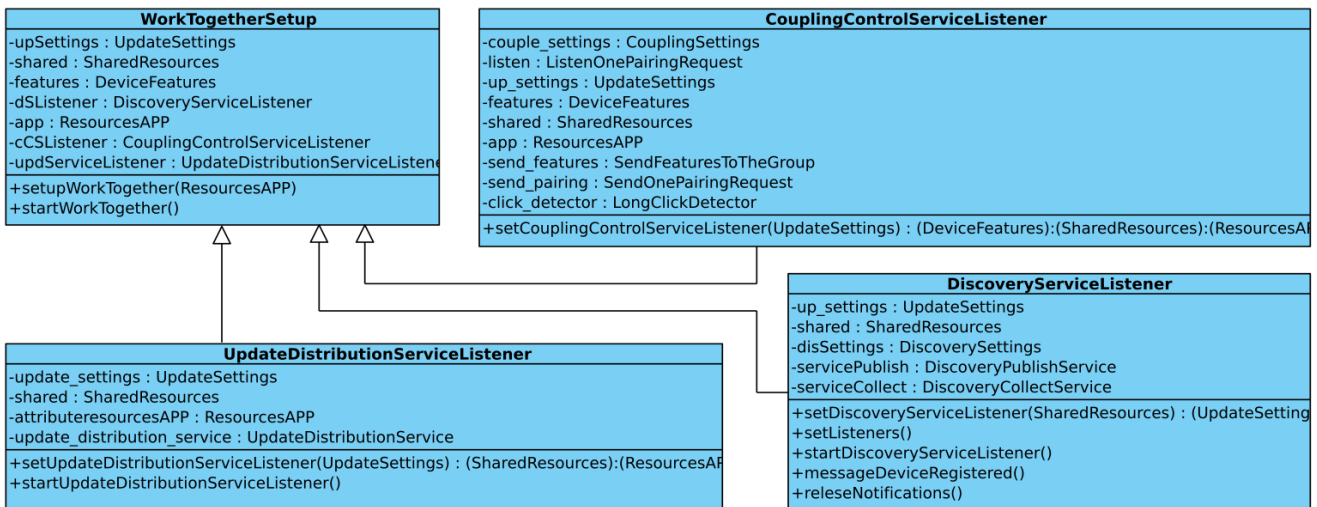 WorkTogetherSetup
-upSettings : UpdateSettings
-shared : SharedResources
-features : DeviceFeatures
-dSListener : DiscoveryServiceListener
-app : ResourcesAPP
-cCSListener : CouplingControlServiceListener
-updServiceListener : UpdateDistributionServiceListene
+setupWorkTogether(ResourcesAPP)
+startWorkTogether()
CouplingControlServiceListener
-couple_settings : CouplingSettings
-listen : ListenOnePairingRequest
-up_settings : UpdateSettings
-features : DeviceFeatures
-shared : SharedResources
-app : ResourcesAPP
-send_features : SendFeaturesToTheGroup
-send_pairing : SendOnePairingRequest
-click_detector : LongClickDetector
+setCouplingControlServiceListener(UpdateSettings) : (DeviceFeatures):(SharedResources):(ResourcesAP
UpdateDistributionServiceListener
-update_settings : UpdateSettings
-shared : SharedResources
-attributeresourcesAPP : ResourcesAPP
-update_distribution_service : UpdateDistributionService
+setUpdateDistributionServiceListener(UpdateSettings) : (SharedResources):(ResourcesAP
+startUpdateDistributionServiceListener()
DiscoveryServiceListener
-up_settings : UpdateSettings
-shared : SharedResources
-disSettings : DiscoverySettings
-servicePublish : DiscoveryPublishService
-serviceCollect : DiscoveryCollectService
+setDiscoveryServiceListener(SharedResources) : (UpdateSetting
+setListeners()
+startDiscoveryServiceListener()
+messageDeviceRegistered()
+releseNotifications()